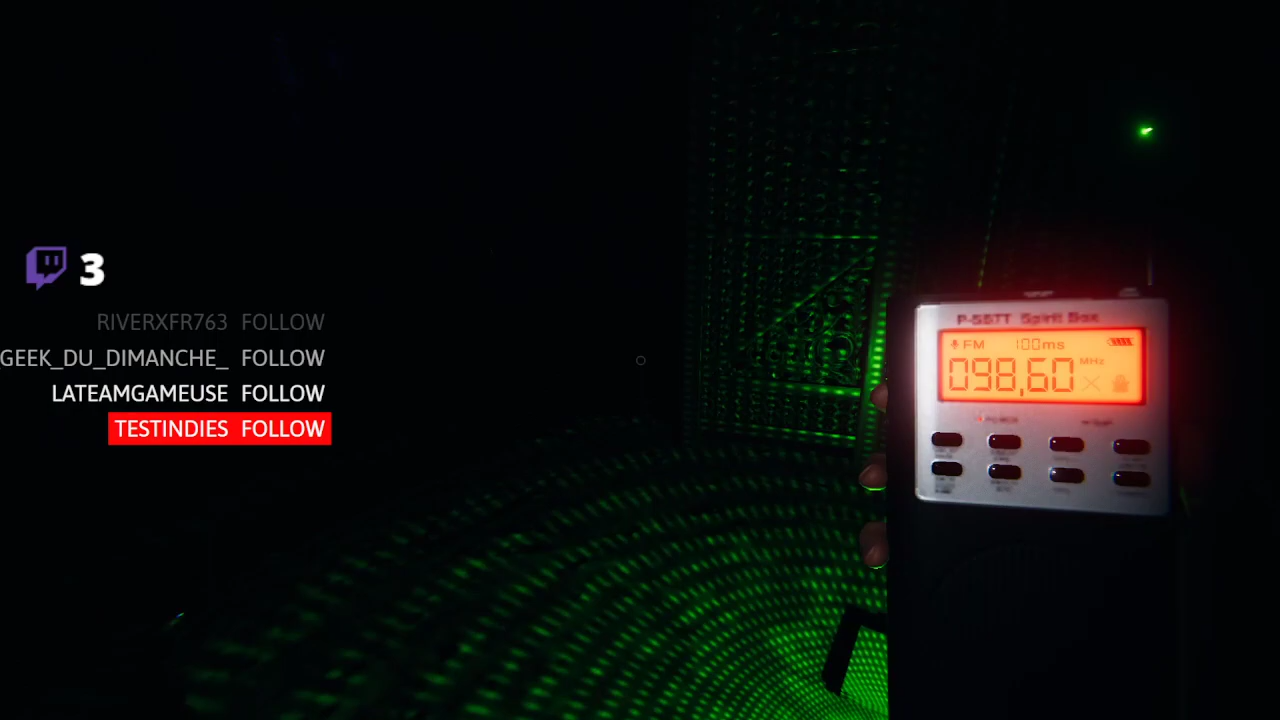 3
RIVERXFR763 FOLLOW
GEEK_DU_DIMANCHE_ FOLLOW
LATEAMGAMEUSE FOLLOW
TESTINDIES FOLLOW
P-SB7T Spirit Box
FM 100ms
098,60 MHz